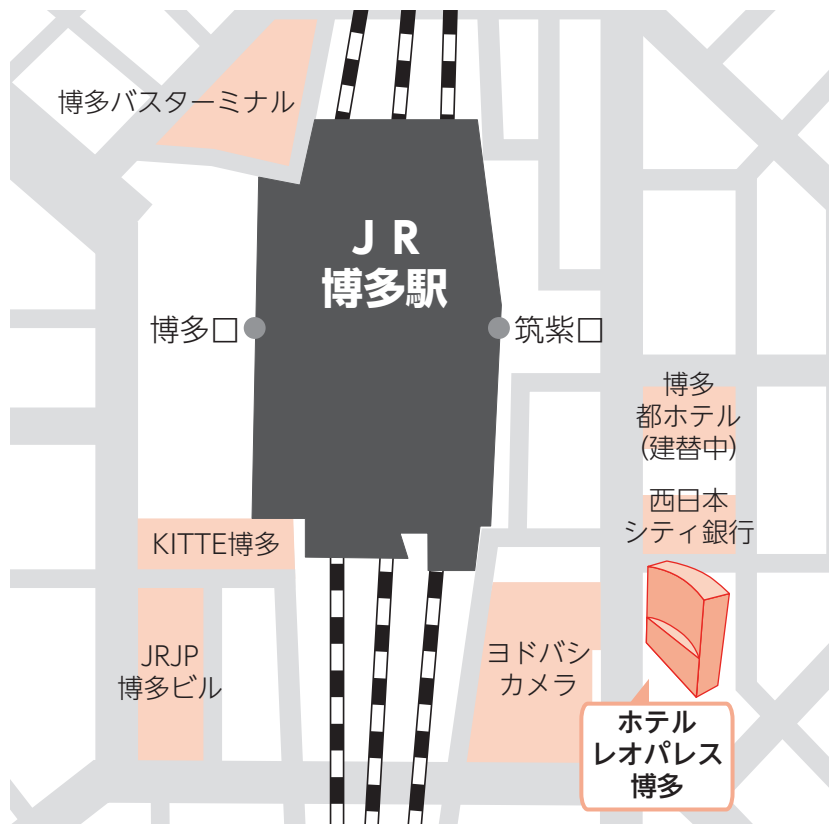 博多バスターミナル
JR
博多駅
博多口
筑紫口
博多
都ホテル
(建替中)
西日本
シティ銀行
KITTE博多
JRJP
博多ビル
ヨドバシ
カメラ
ホテル
レオパレス
博多